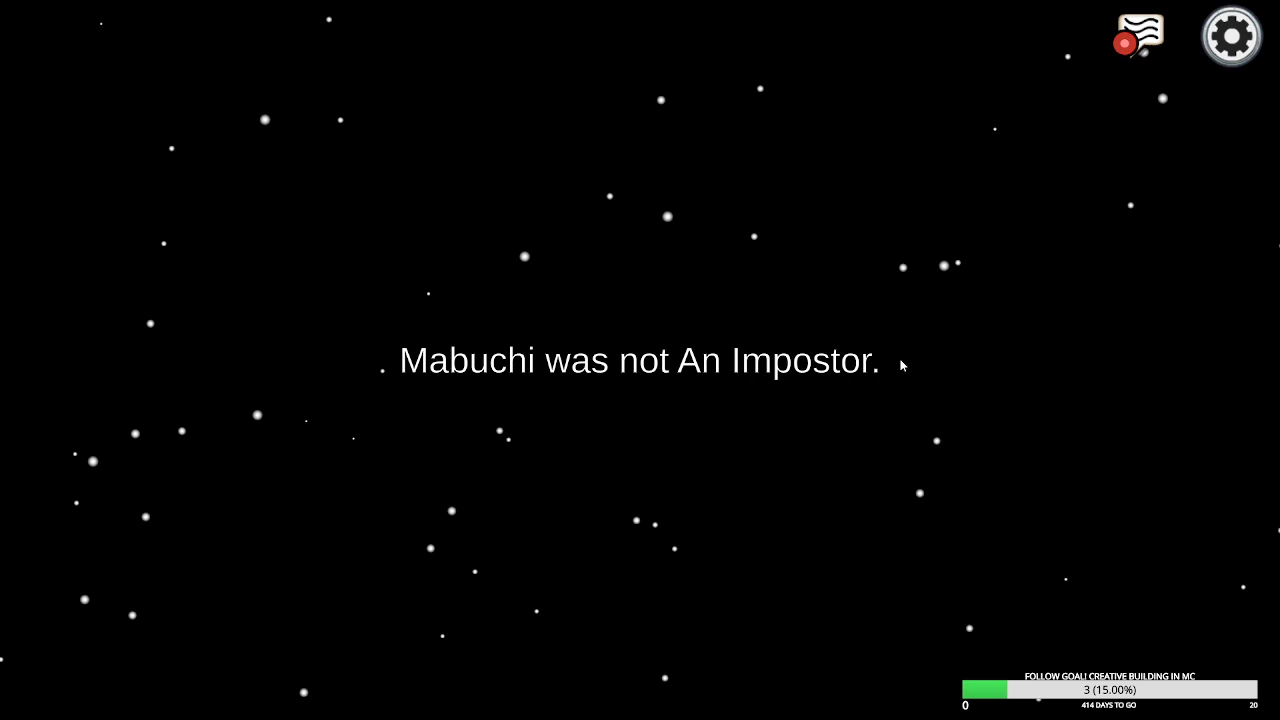 Mabuchi was not An Impostor.
FOLLOW GOAL! CREATIVE BUILDING IN MC
3 (15.00%)
0 414 DAYS TO GO 20